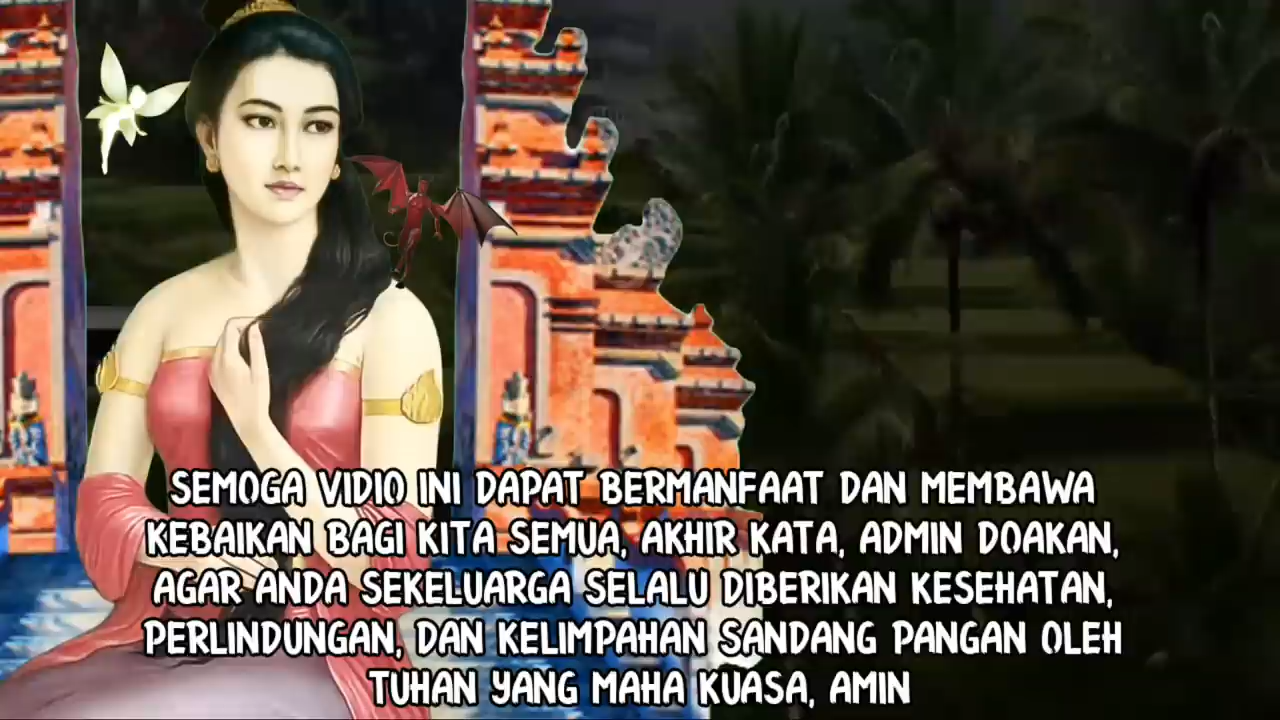 SEMOGA VIDIO INI DAPAT BERMANFAAT DAN MEMBAWA
KEBAIKAN BAGI KITA SEMUA, AKHIR KATA, ADMIN DOAKAN,
AGAR ANDA SEKELUARGA SELALU DIBERIKAN KESEHATAN,
PERLINDUNGAN, DAN KELIMPAHAN SANDANG PANGAN OLEH
TUHAN YANG MAHA KUASA, AMIN